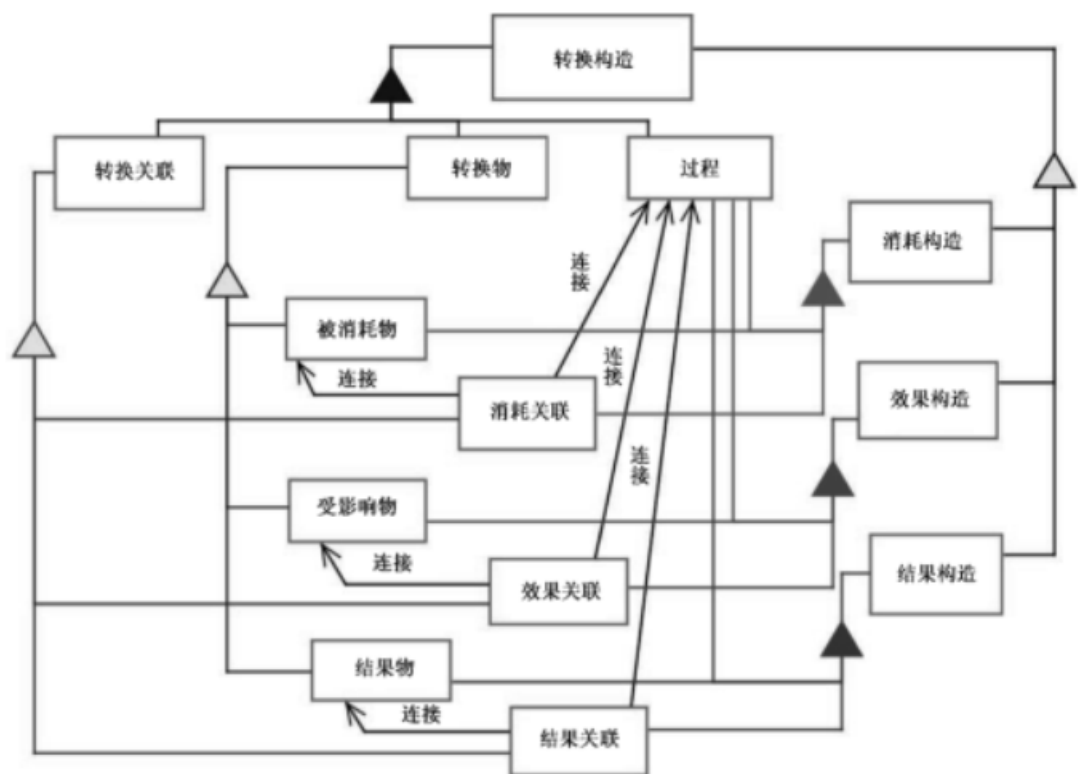 转换构造
转换关联
转换物
过程
消耗构造
连接
被消耗物
连接
消耗关联
连接
效果构造
连接
受影响物
连接
效果关联
结果构造
结果物
连接
结果关联